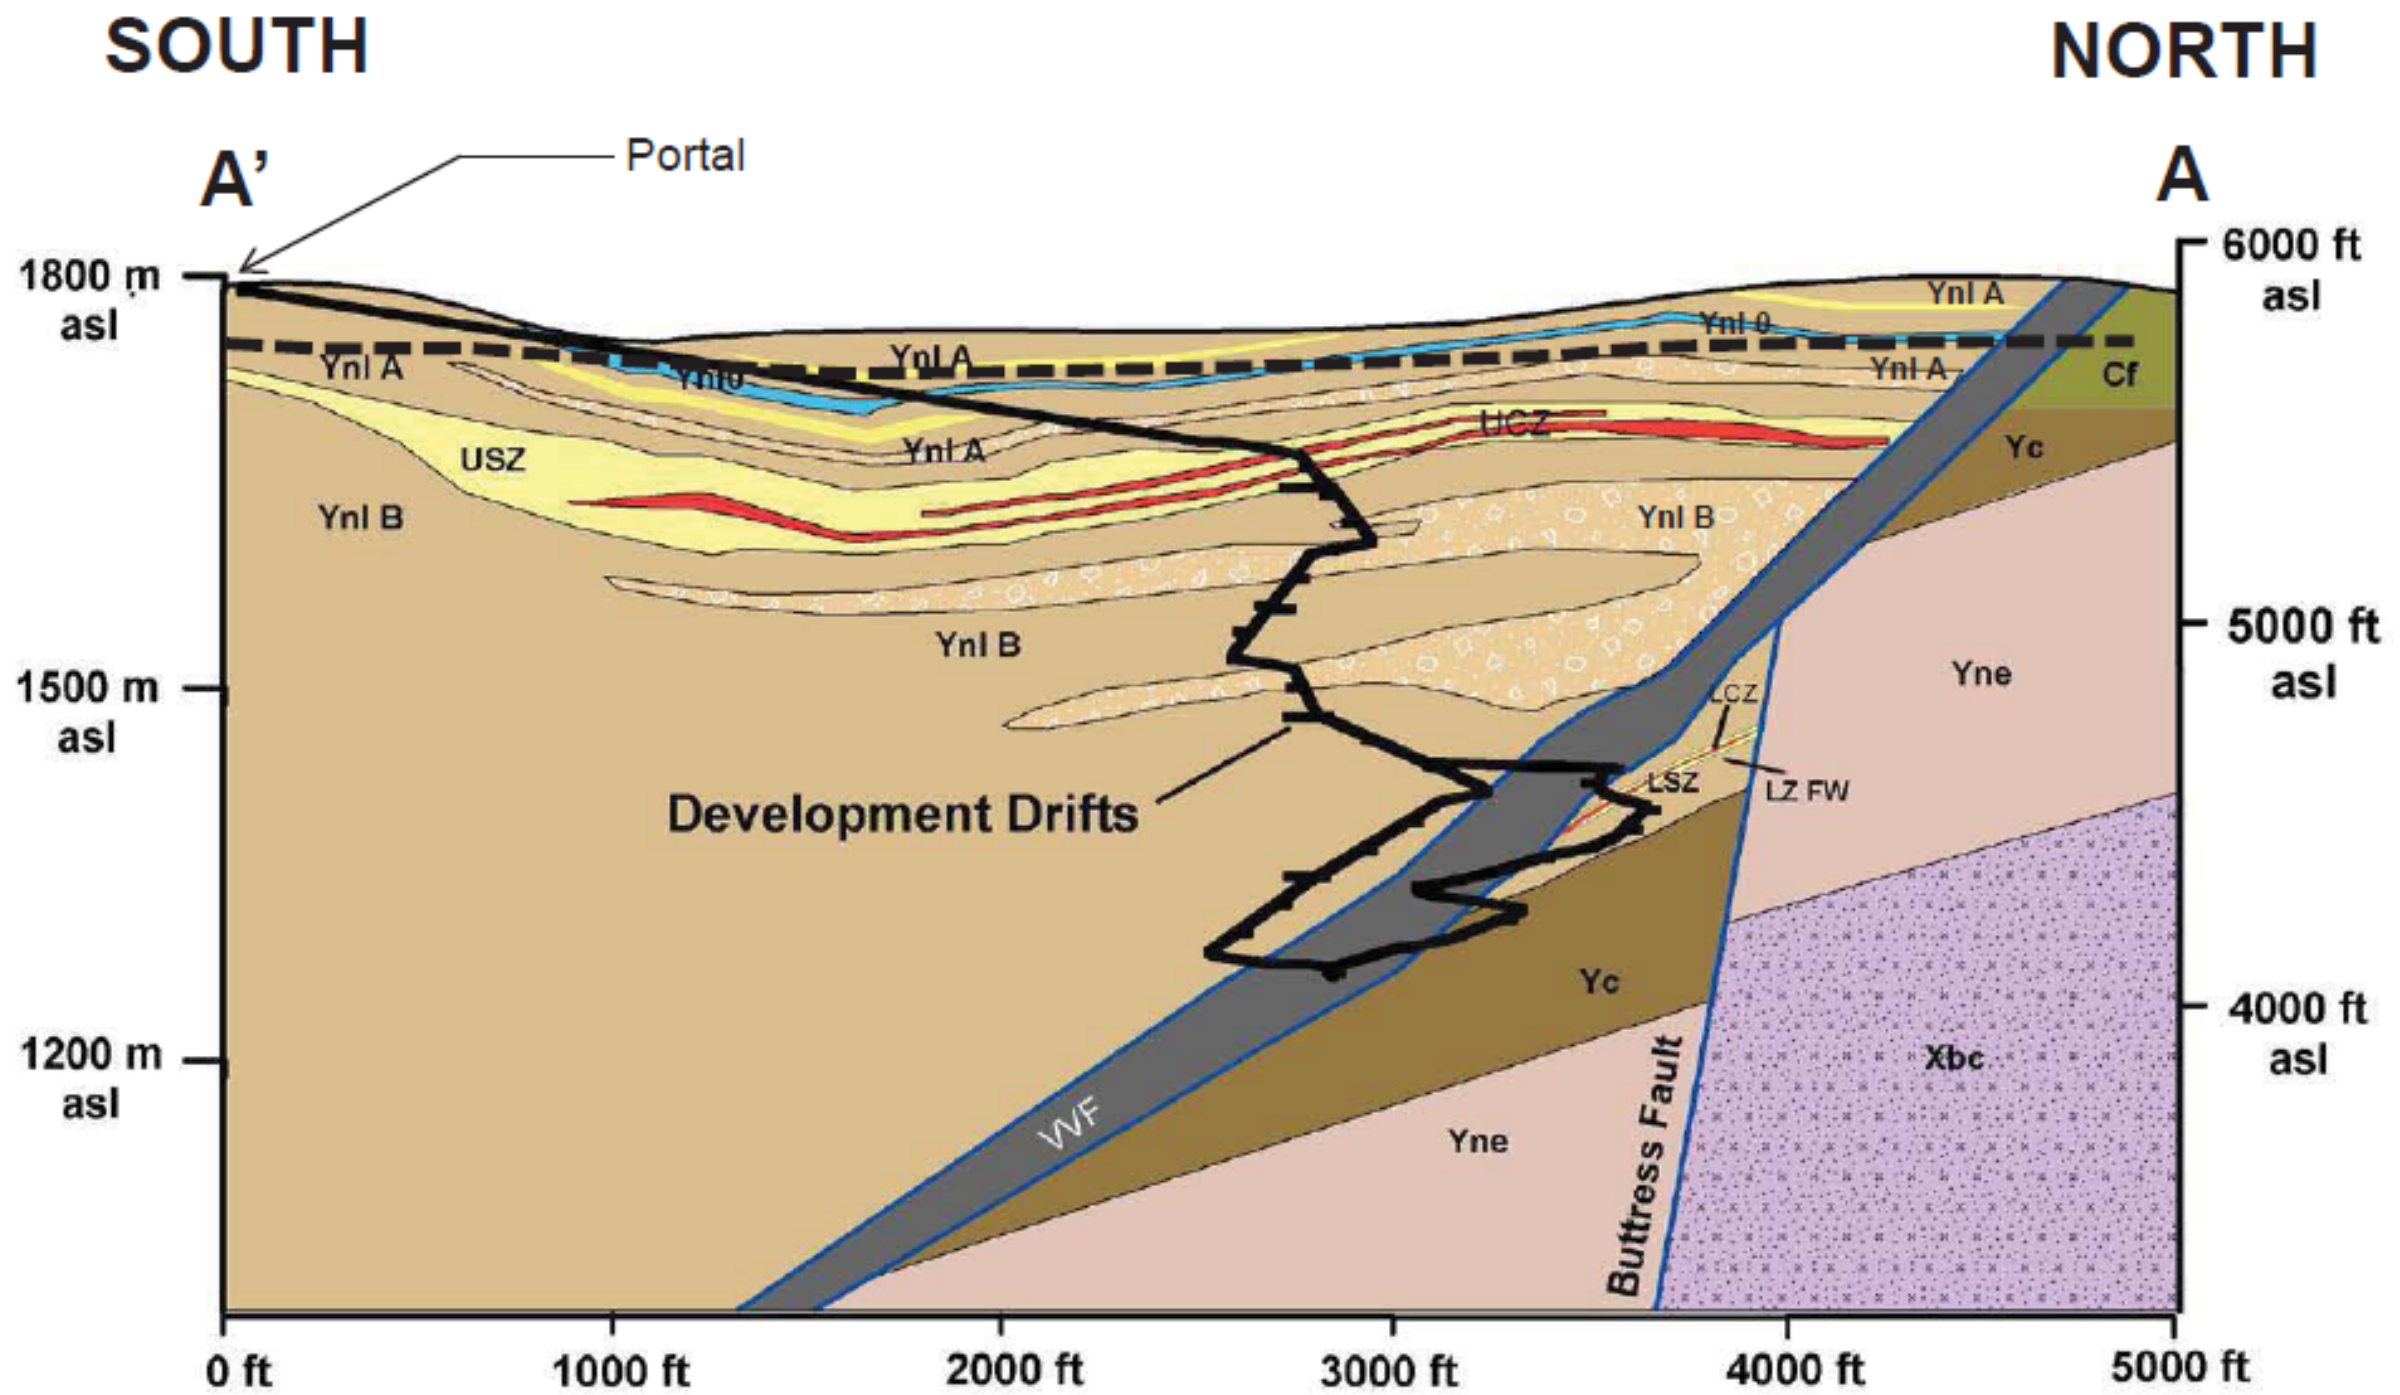 SOUTH
NORTH
Portal
A’
A
1800 m
asl
6000 ft
asl
Ynl A
Ynl 0
Ynl A
Ynl A
Ynl A
Ynl 0
Cf
UCZ
Ynl A
Yc
USZ
Ynl B
Ynl B
5000 ft
asl
Ynl B
Yne
1500 m
asl
LCZ
LSZ
LZ FW
Development Drifts
Yc
4000 ft
asl
1200 m
asl
Xbc
VVF
Yne
Buttress Fault
0 ft
1000 ft
2000 ft
3000 ft
4000 ft
5000 ft